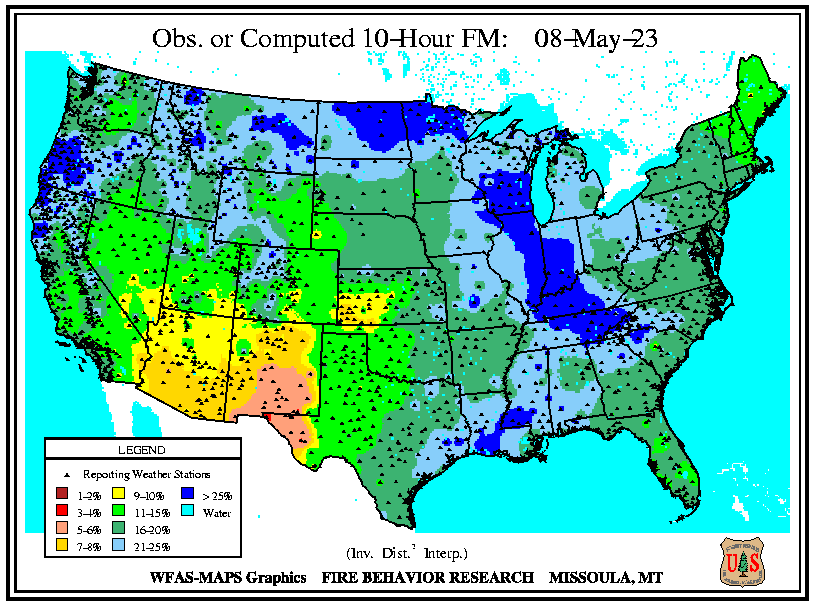 Obs. or Computed 10-Hour FM: 08-May-23
LEGEND
Reporting Weather Stations
1-2% 9-10% > 25%
3-4% 11-15% Water
5-6% 16-20%
7-8% 21-25%
(Inv. Dist.² Interp.)
WFAS-MAPS Graphics FIRE BEHAVIOR RESEARCH MISSOULA, MT
U S